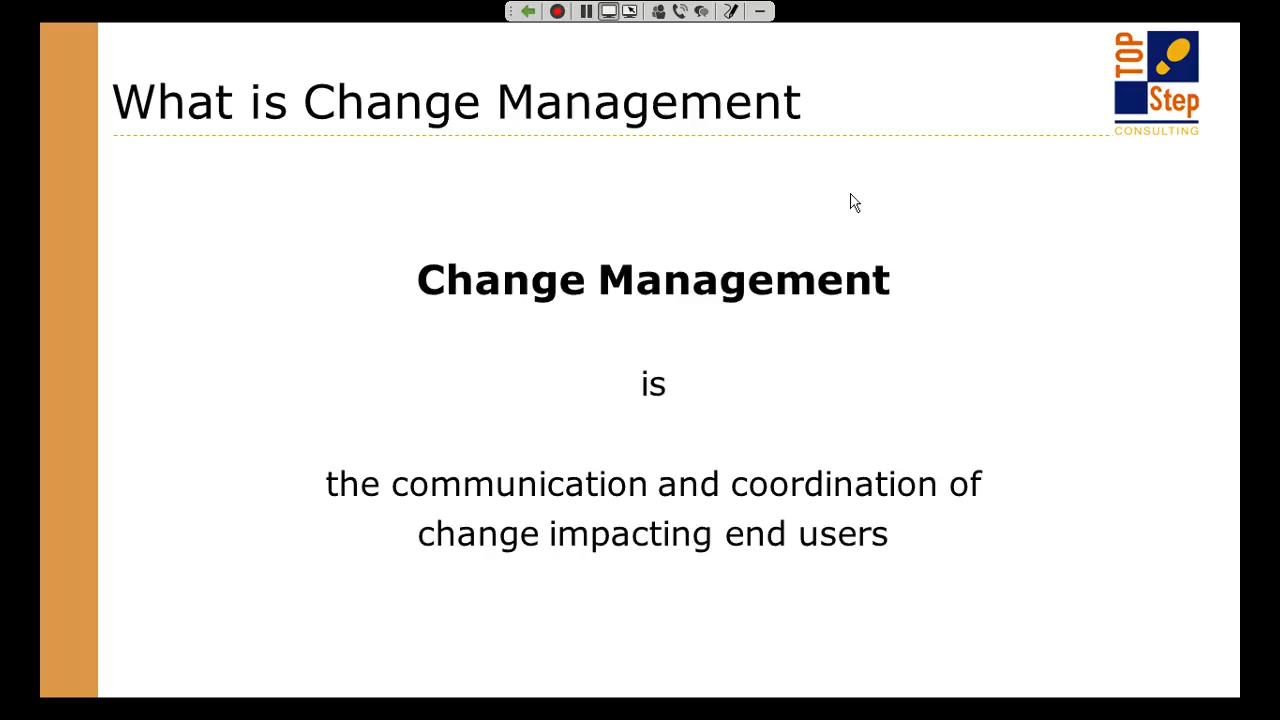 What is Change Management
TOP
Step
CONSULTING
Change Management
is
the communication and coordination of
change impacting end users